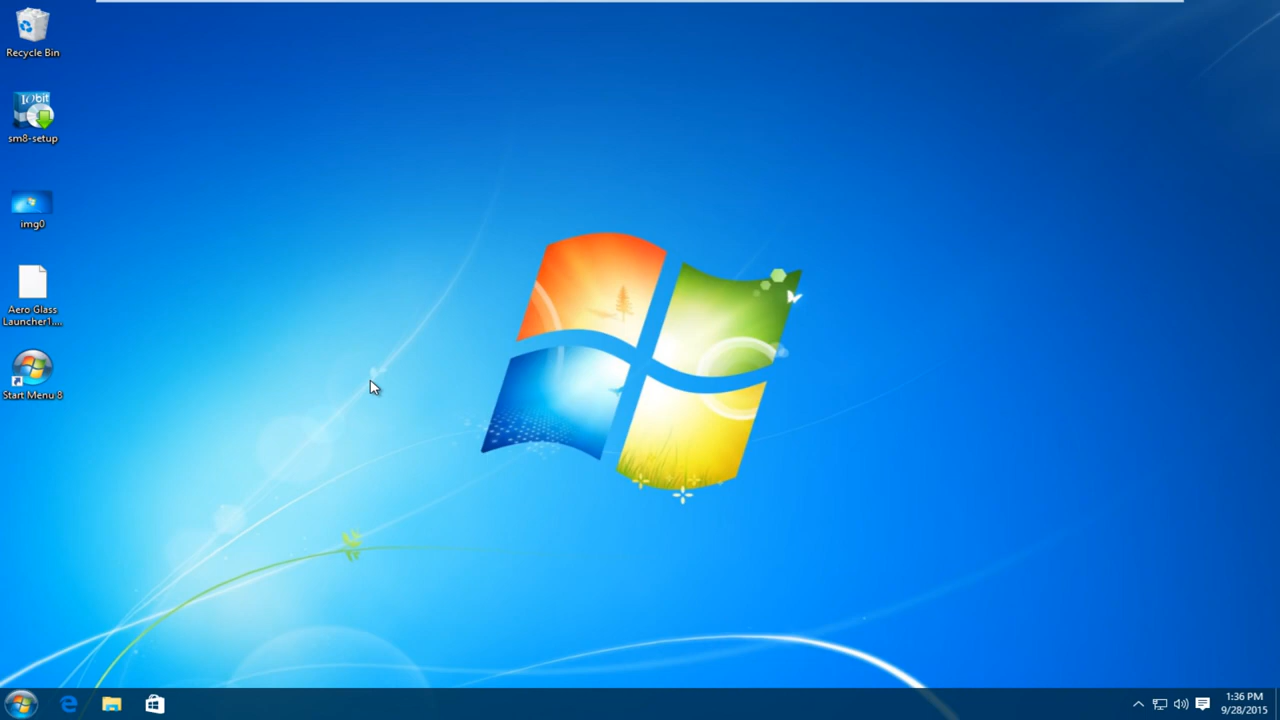 Recycle Bin
IObit
sm8-setup
img0
Aero Glass
Launcher1....
Start Menu 8
1:36 PM
9/28/2015